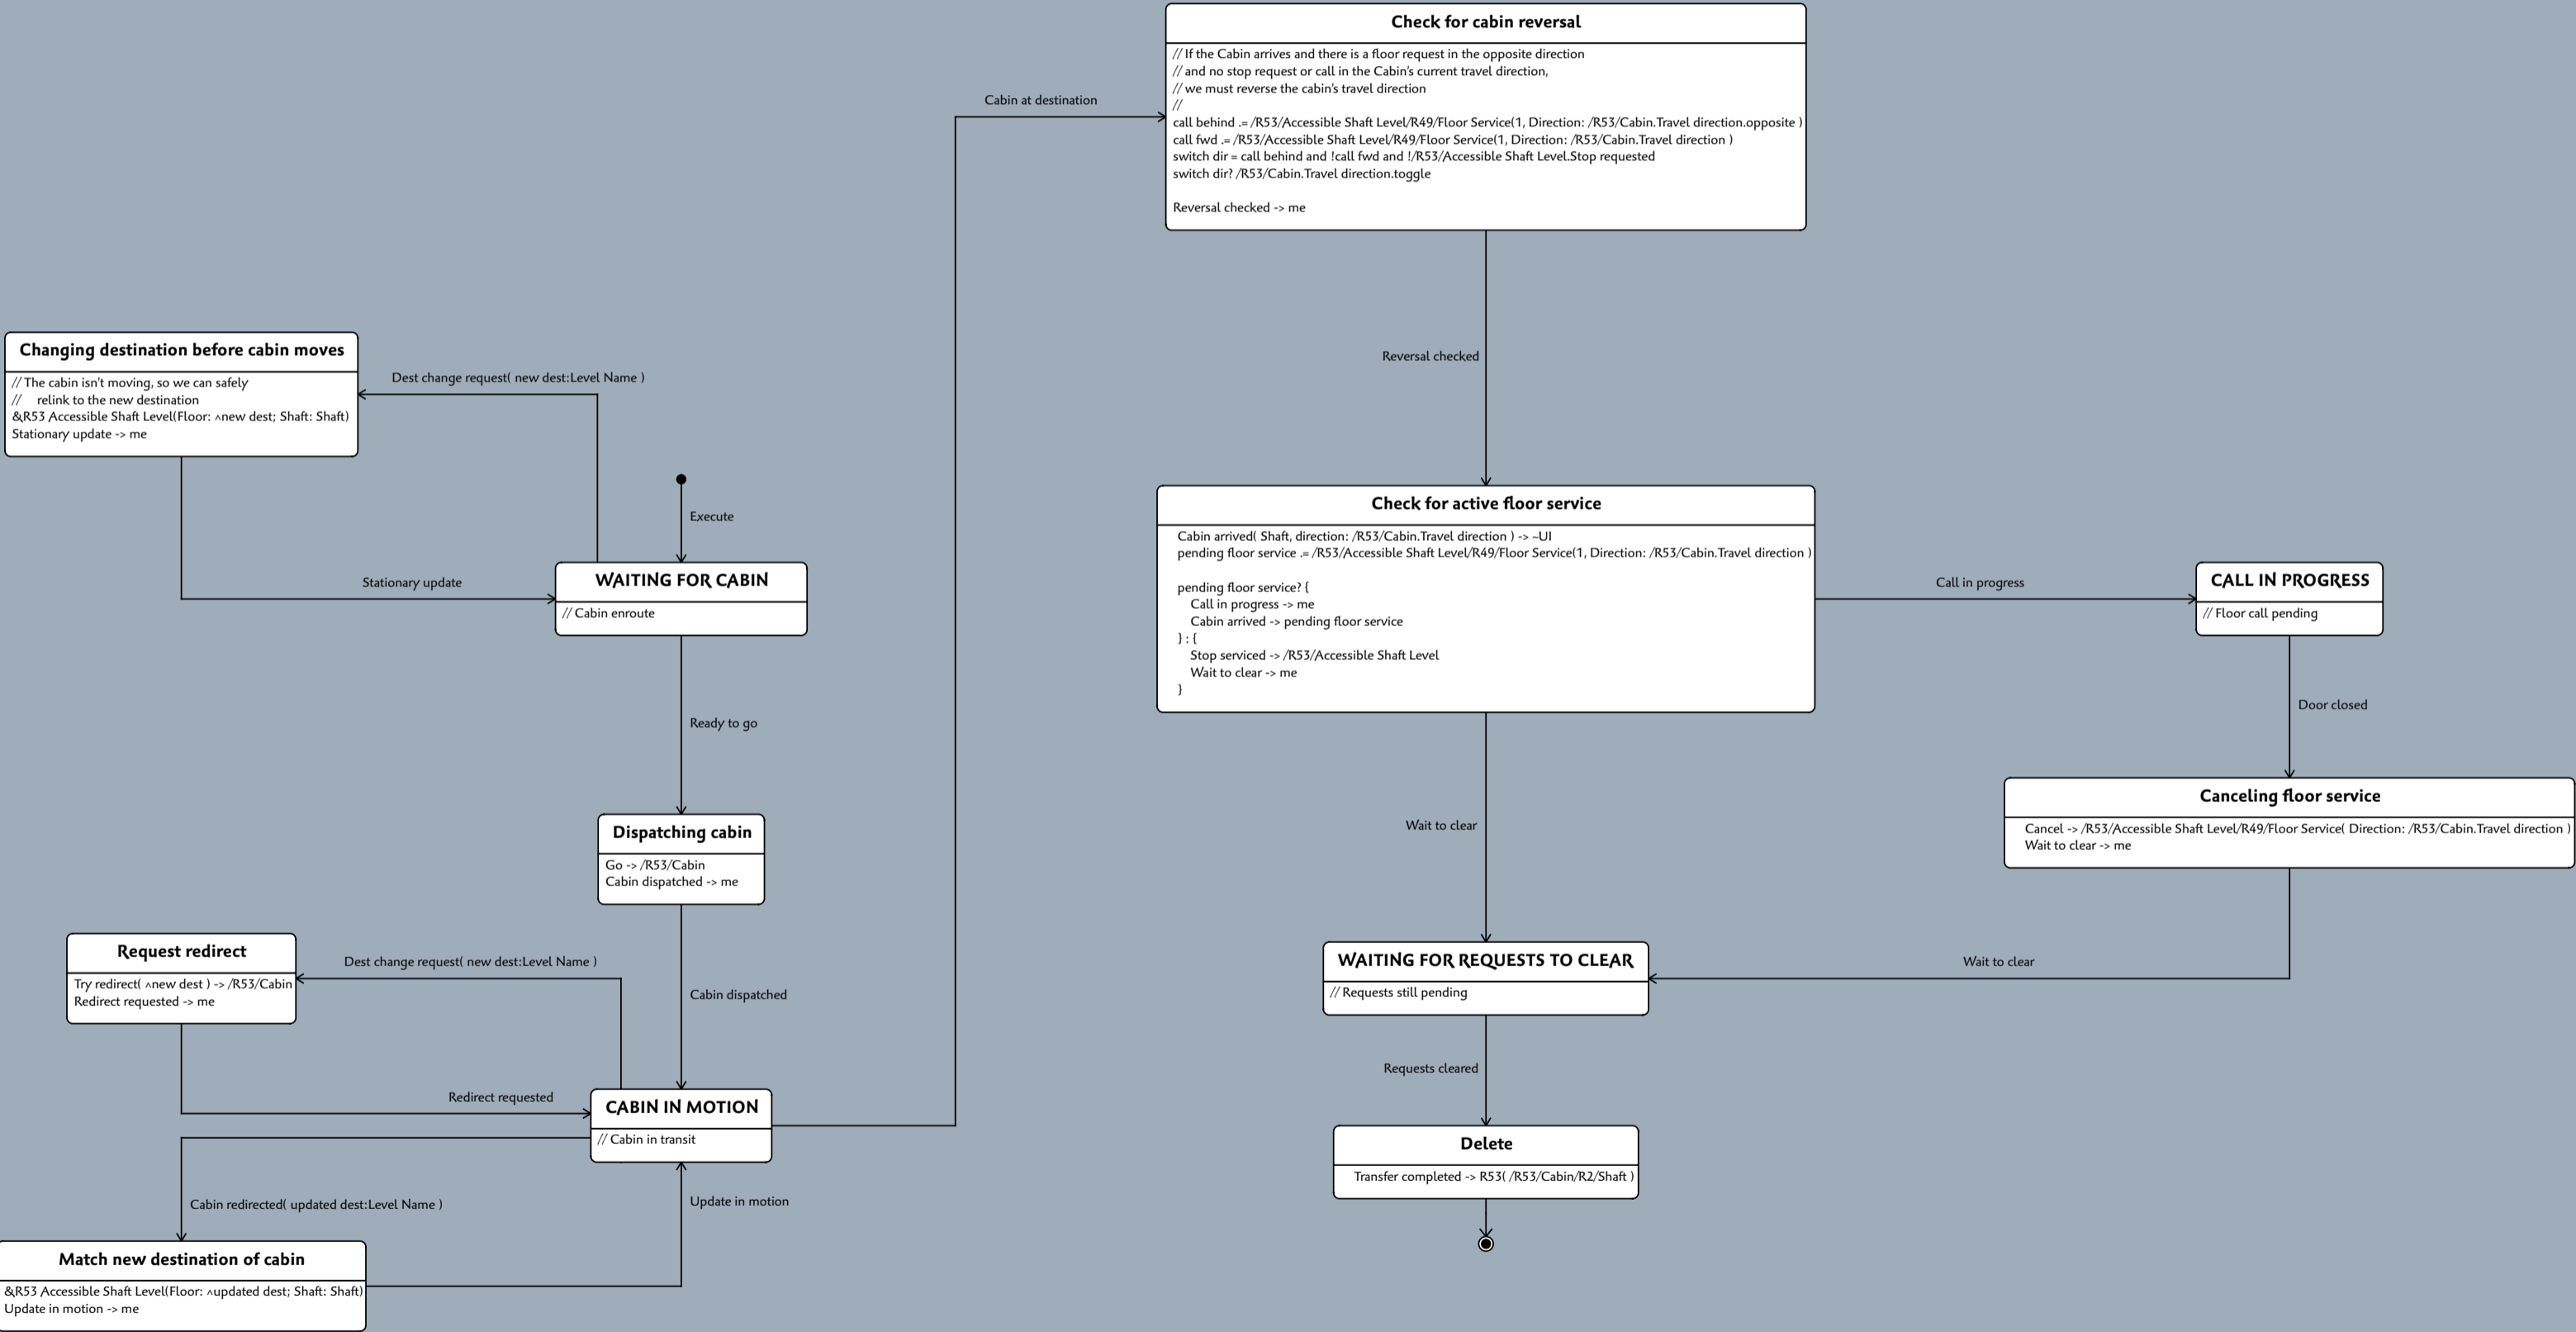 Check for cabin reversal
// If the Cabin arrives and there is a floor request in the opposite direction
// and no stop request or call in the Cabin's current travel direction,
// we must reverse the cabin's travel direction
//
call behind .= /R53/Accessible Shaft Level/R49/Floor Service(1, Direction: /R53/Cabin.Travel direction.opposite )
call fwd .= /R53/Accessible Shaft Level/R49/Floor Service(1, Direction: /R53/Cabin.Travel direction )
switch dir = call behind and !call fwd and !/R53/Accessible Shaft Level.Stop requested
switch dir? /R53/Cabin.Travel direction.toggle
Reversal checked -> me
Cabin at destination
Reversal checked
Changing destination before cabin moves
// The cabin isn't moving, so we can safely
// relink to the new destination
&R53 Accessible Shaft Level(Floor: ^new dest; Shaft: Shaft)
Stationary update -> me
Dest change request( new dest:Level Name )
Execute
Stationary update
WAITING FOR CABIN
// Cabin enroute
Ready to go
Dispatching cabin
Go -> /R53/Cabin
Cabin dispatched -> me
Cabin dispatched
Request redirect
Try redirect( ^new dest ) -> /R53/Cabin
Redirect requested -> me
Dest change request( new dest:Level Name )
Redirect requested
CABIN IN MOTION
// Cabin in transit
Cabin redirected( updated dest:Level Name )
Update in motion
Match new destination of cabin
&R53 Accessible Shaft Level(Floor: ^updated dest; Shaft: Shaft)
Update in motion -> me
Check for active floor service
Cabin arrived( Shaft, direction: /R53/Cabin.Travel direction ) -> ~UI
pending floor service .= /R53/Accessible Shaft Level/R49/Floor Service(1, Direction: /R53/Cabin.Travel direction )
pending floor service? {
Call in progress -> me
Cabin arrived -> pending floor service
} : {
Stop serviced -> /R53/Accessible Shaft Level
Wait to clear -> me
}
Call in progress
CALL IN PROGRESS
// Floor call pending
Door closed
Canceling floor service
Cancel -> /R53/Accessible Shaft Level/R49/Floor Service( Direction: /R53/Cabin.Travel direction )
Wait to clear -> me
Wait to clear
Wait to clear
WAITING FOR REQUESTS TO CLEAR
// Requests still pending
Requests cleared
Delete
Transfer completed -> R53( /R53/Cabin/R2/Shaft )